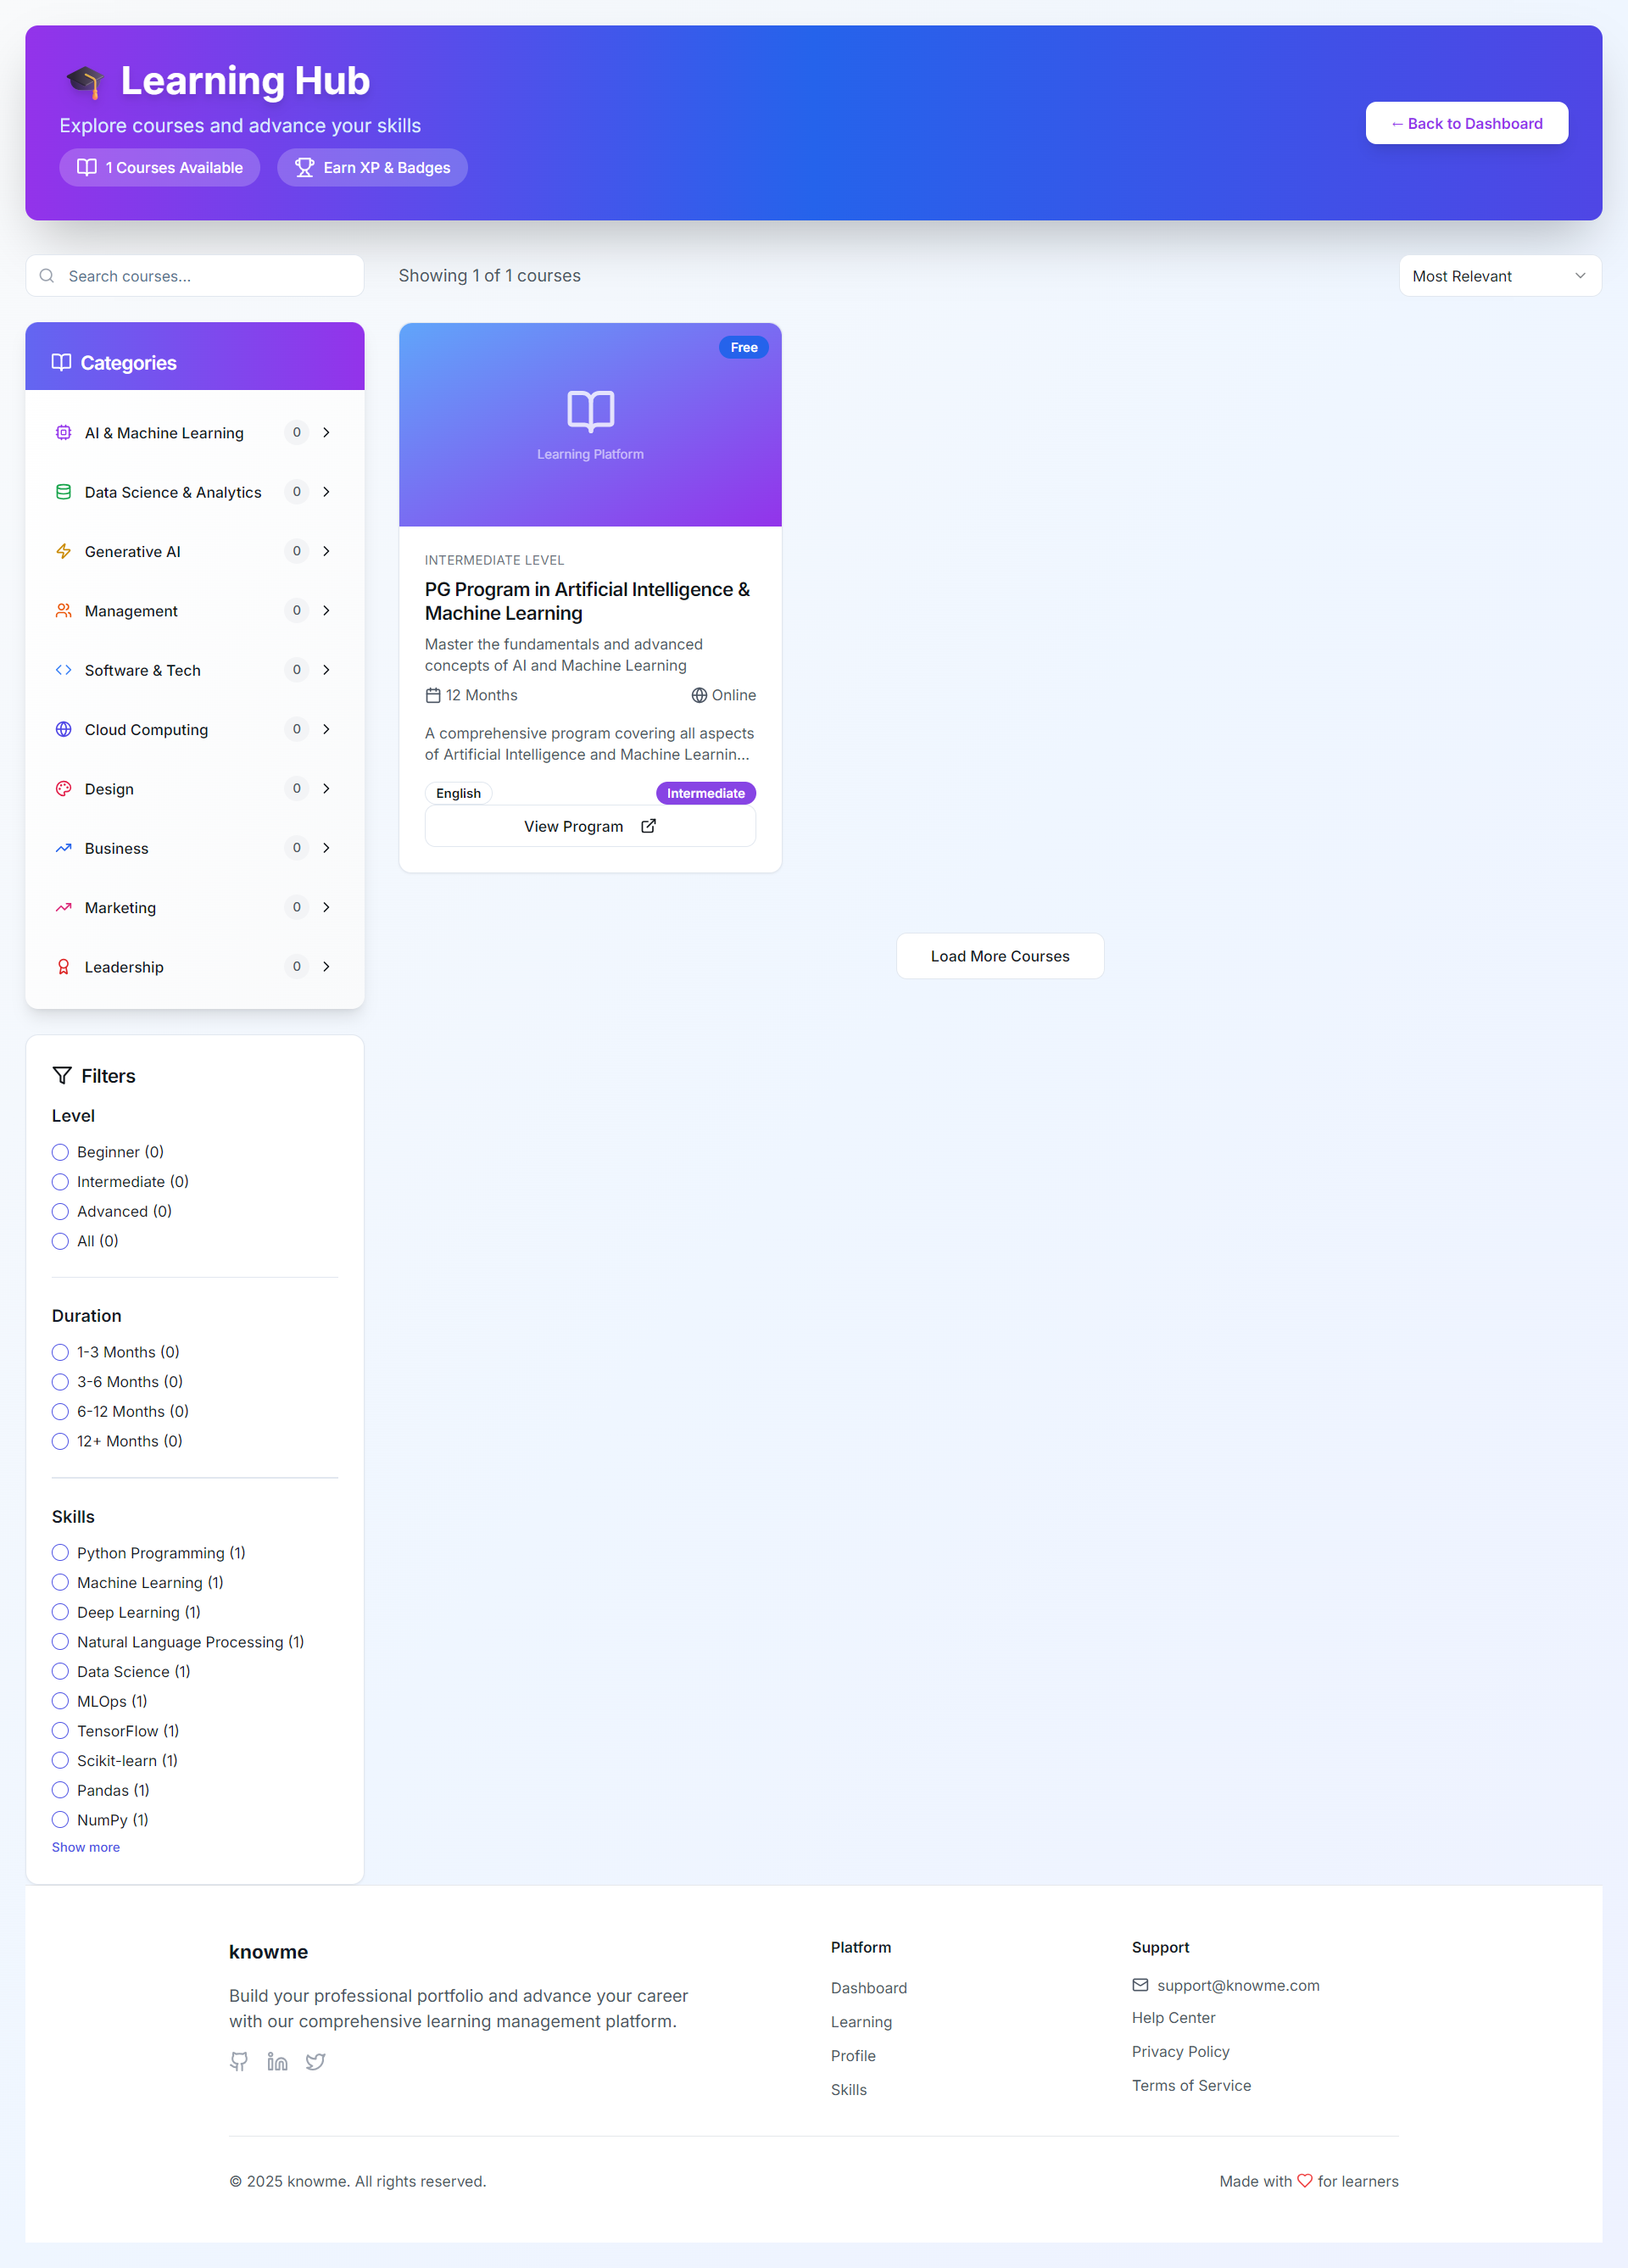 Learning Hub
Explore courses and advance your skills
1 Courses Available
Earn XP & Badges
← Back to Dashboard
Search courses...
Showing 1 of 1 courses
Most Relevant
Categories
AI & Machine Learning 0
Data Science & Analytics 0
Generative AI 0
Management 0
Software & Tech 0
Cloud Computing 0
Design 0
Business 0
Marketing 0
Leadership 0
Free
Learning Platform
INTERMEDIATE LEVEL
PG Program in Artificial Intelligence &
Machine Learning
Master the fundamentals and advanced
concepts of AI and Machine Learning
12 Months
Online
A comprehensive program covering all aspects
of Artificial Intelligence and Machine Learnin...
English
Intermediate
View Program
Load More Courses
Filters
Level
Beginner (0)
Intermediate (0)
Advanced (0)
All (0)
Duration
1-3 Months (0)
3-6 Months (0)
6-12 Months (0)
12+ Months (0)
Skills
Python Programming (1)
Machine Learning (1)
Deep Learning (1)
Natural Language Processing (1)
Data Science (1)
MLOps (1)
TensorFlow (1)
Scikit-learn (1)
Pandas (1)
NumPy (1)
Show more
knowme
Build your professional portfolio and advance your career
with our comprehensive learning management platform.
Platform
Dashboard
Learning
Profile
Skills
Support
support@knowme.com
Help Center
Privacy Policy
Terms of Service
© 2025 knowme. All rights reserved.
Made with for learners